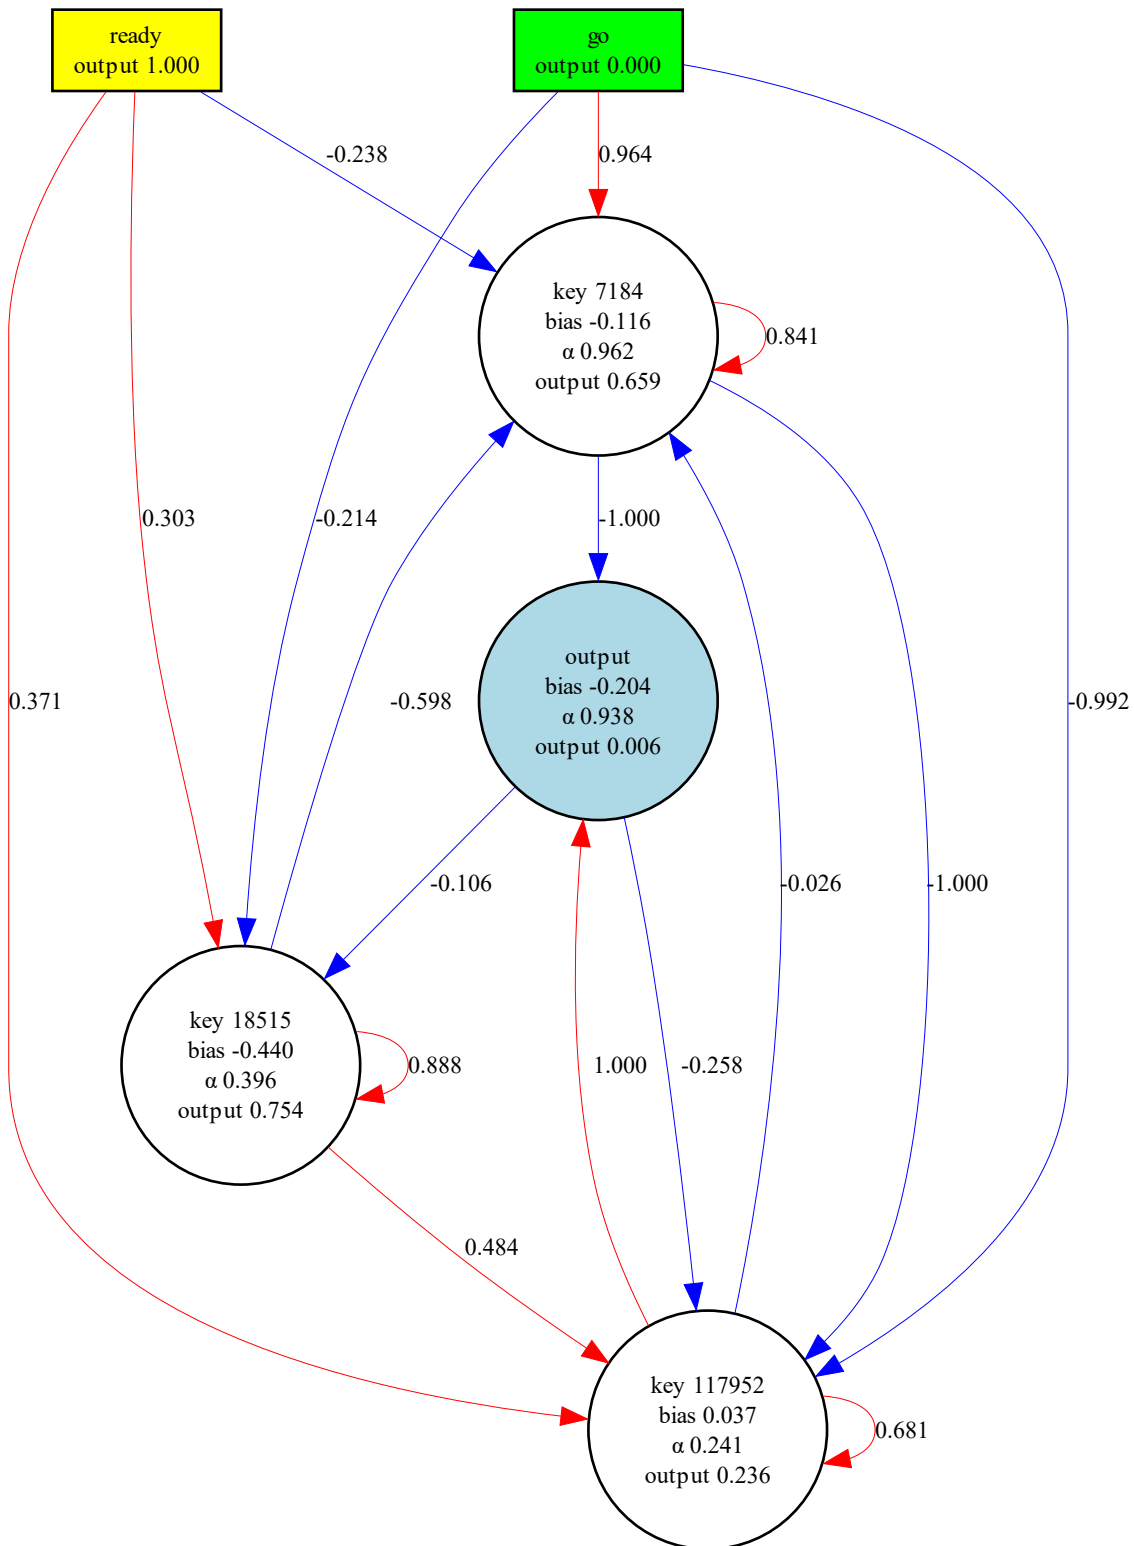 ready
output 1.000
go
output 0.000
-0.238
0.964
key 7184
bias -0.116
α 0.962
output 0.659
0.841
0.303
-0.214
-1.000
output
bias -0.204
α 0.938
output 0.006
0.371
-0.598
-0.992
-0.106
-0.026
-1.000
key 18515
bias -0.440
α 0.396
output 0.754
0.888
1.000
-0.258
0.484
key 117952
bias 0.037
α 0.241
output 0.236
0.681